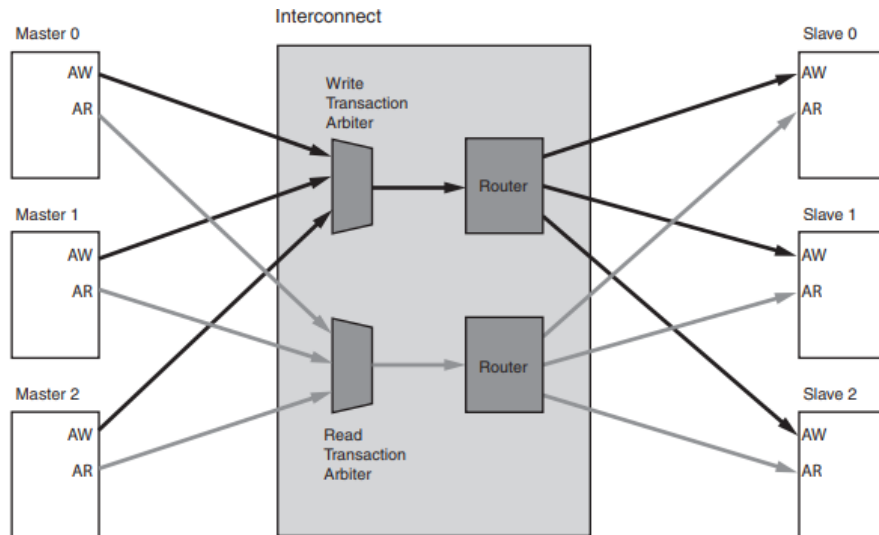 Interconnect
Master 0
AW
AR
Master 1
AW
AR
Master 2
AW
AR
Write
Transaction
Arbiter
Router
Read
Transaction
Arbiter
Router
Slave 0
AW
AR
Slave 1
AW
AR
Slave 2
AW
AR